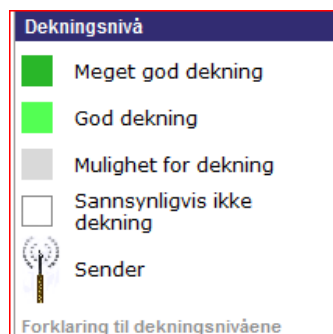 Dekningsnivå
Meget god dekning
God dekning
Mulighet for dekning
Sannsynligvis ikke
dekning
Sender
Forklaring til dekningsnivåene